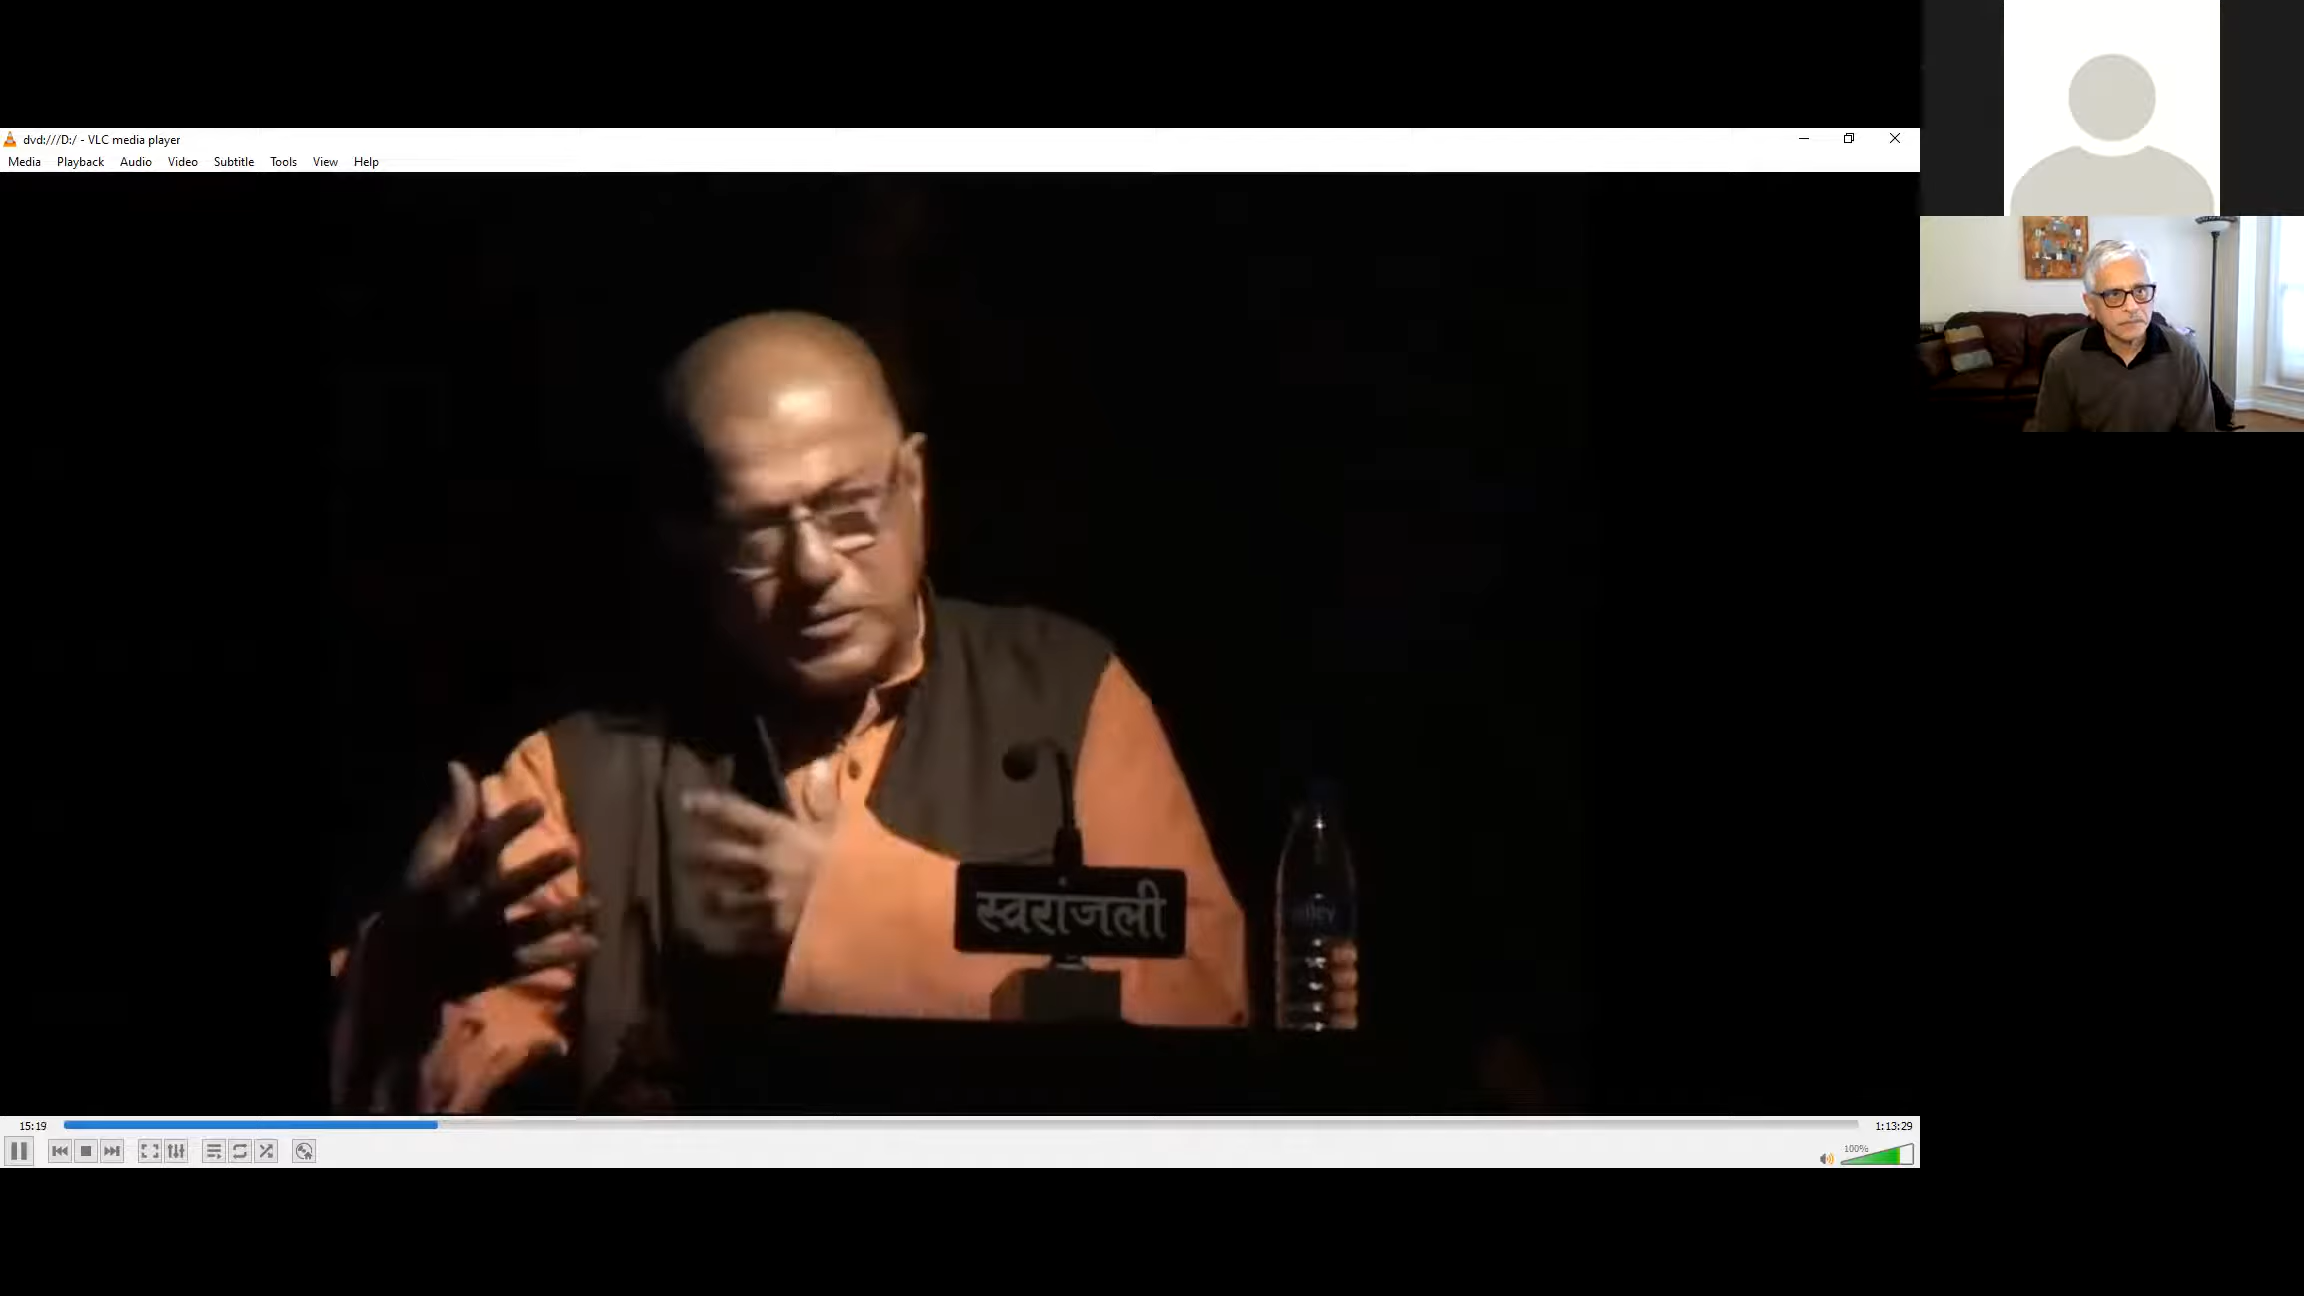 dvd:///D:/ - VLC media player
Media Playback Audio Video Subtitle Tools View Help
स्वरांजली
15:19
1:13:29
100%